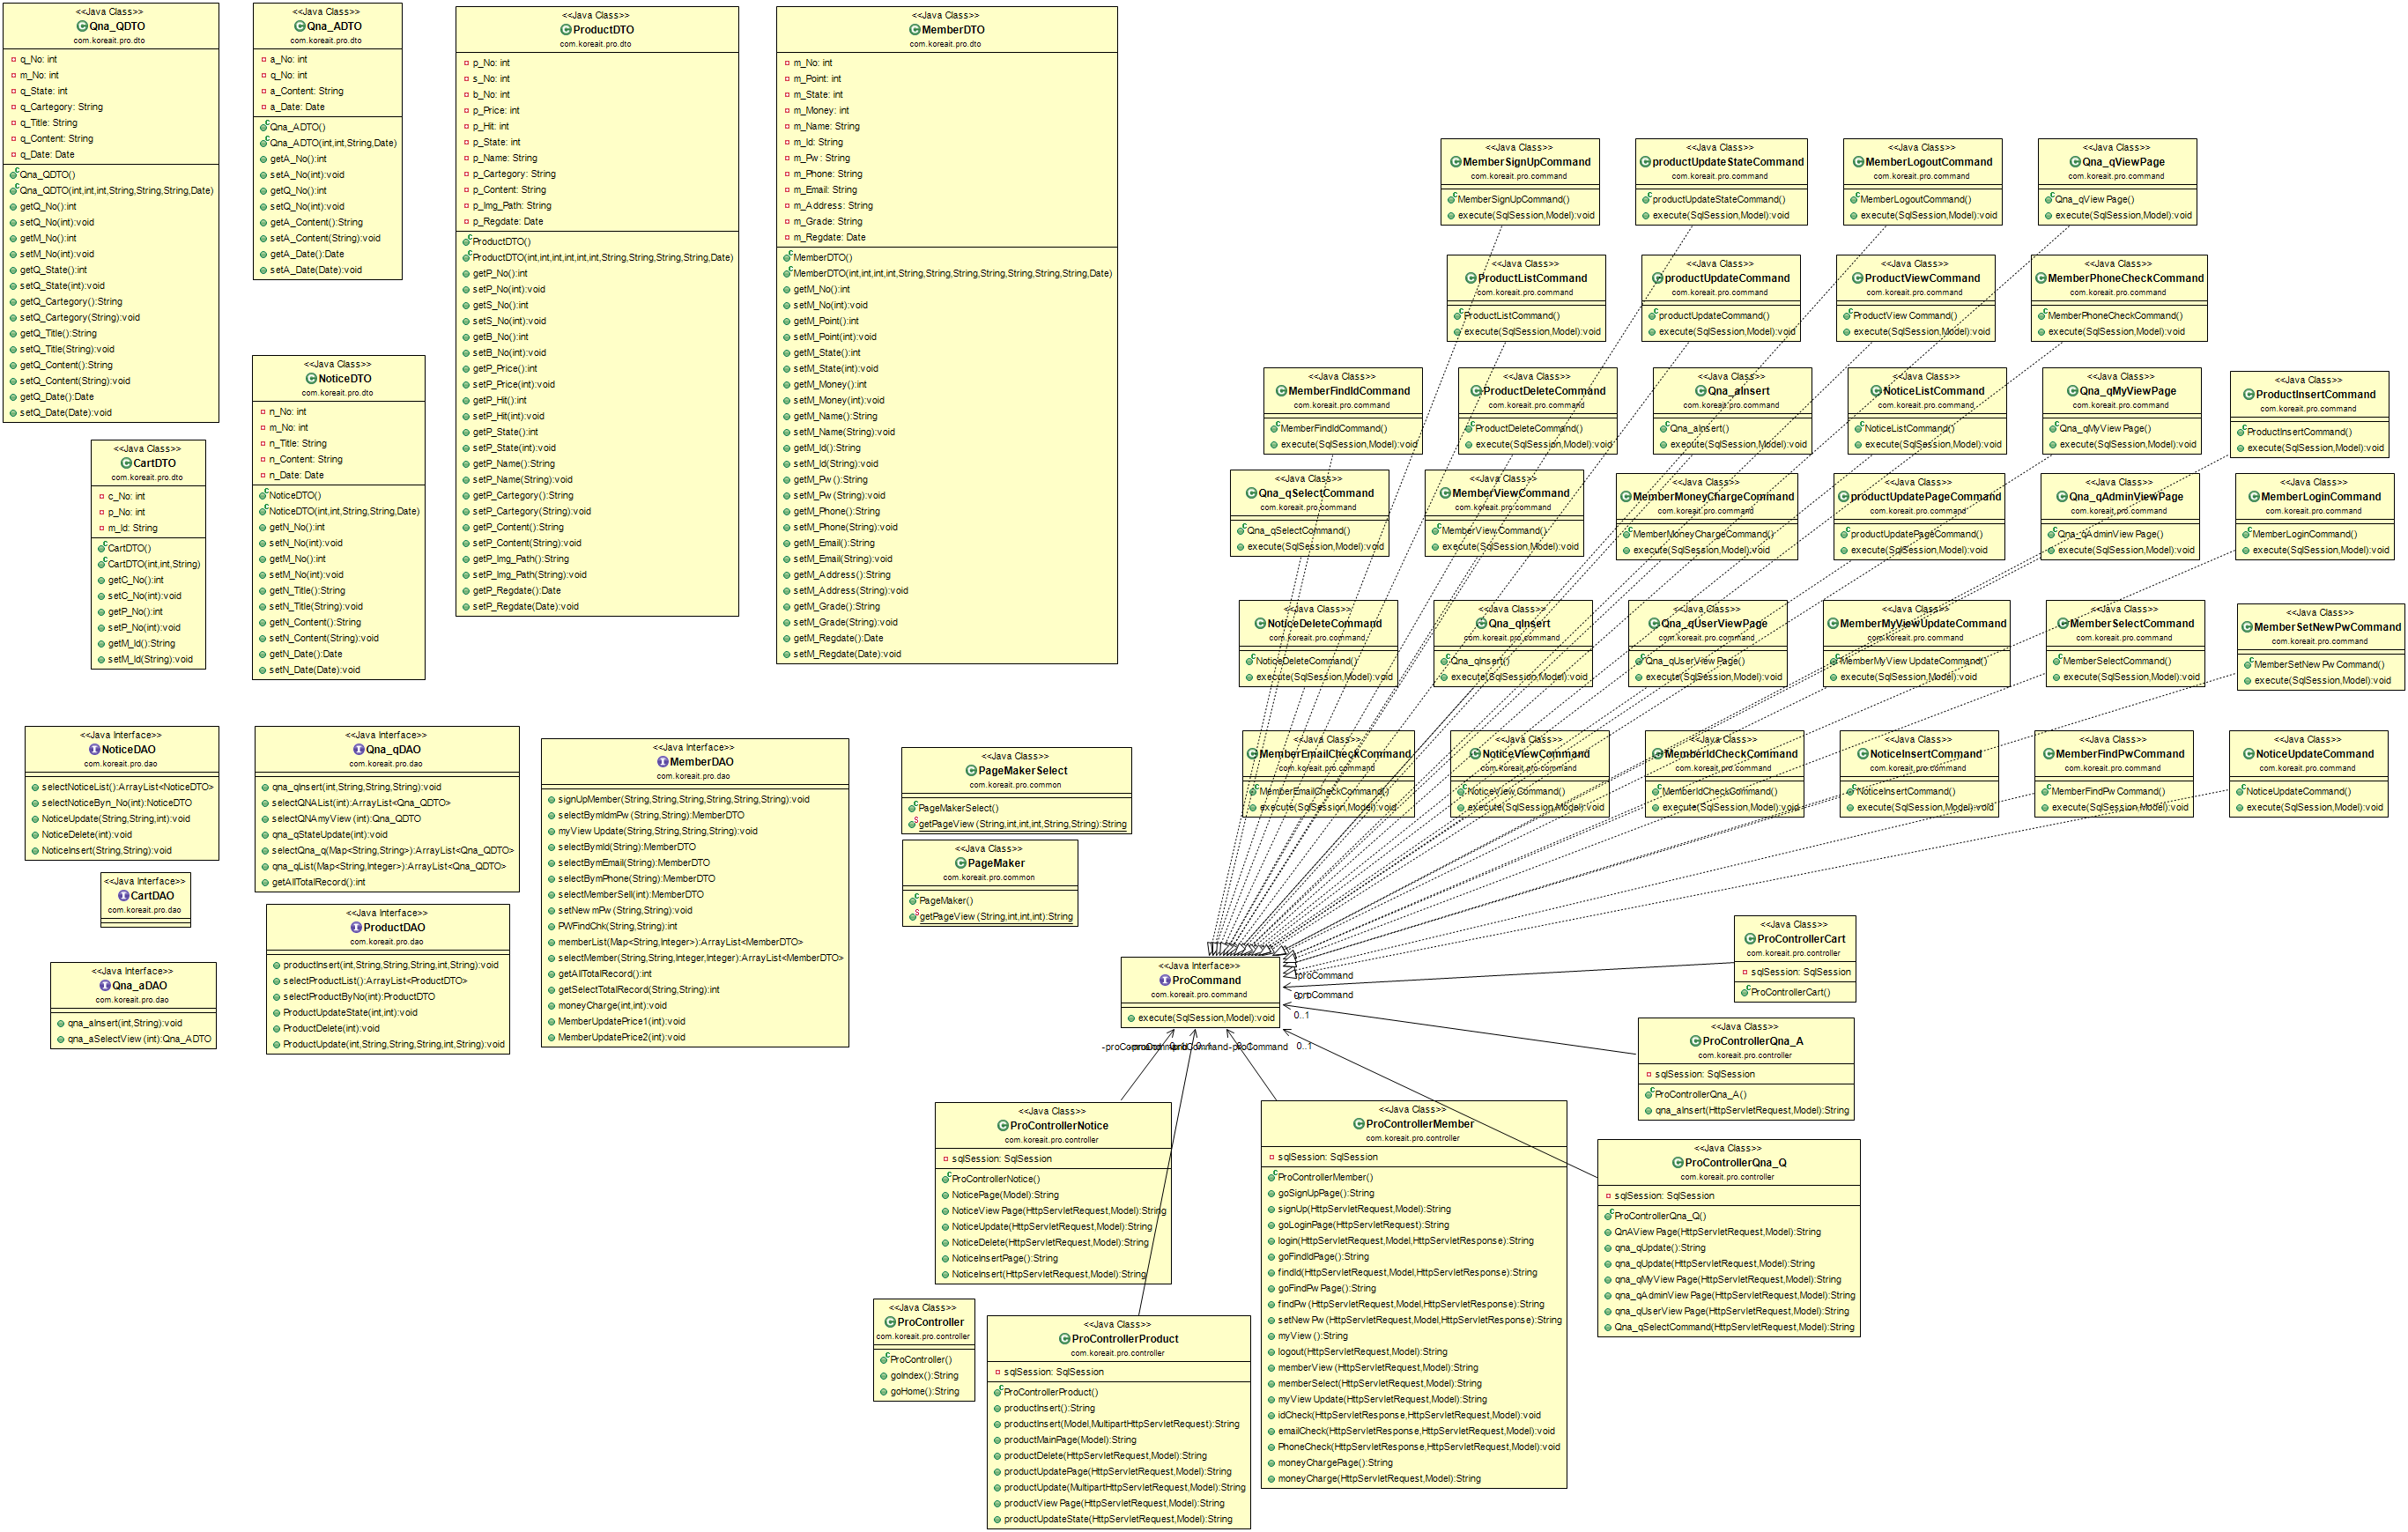 <<Java Class>>
Qna_QDTO
com.koreait.pro.dto
q_No: int
m_No: int
q_State: int
q_Cartegory: String
q_Title: String
q_Content: String
q_Date: Date
Qna_QDTO()
Qna_QDTO(int,int,int,String,String,String,Date)
getQ_No():int
setQ_No(int):void
getM_No():int
setM_No(int):void
getQ_State():int
setQ_State(int):void
getQ_Cartegory():String
setQ_Cartegory(String):void
getQ_Title():String
setQ_Title(String):void
getQ_Content():String
setQ_Content(String):void
getQ_Date():Date
setQ_Date(Date):void
<<Java Class>>
Qna_ADTO
com.koreait.pro.dto
a_No: int
q_No: int
a_Content: String
a_Date: Date
Qna_ADTO()
Qna_ADTO(int,int,String,Date)
getA_No():int
setA_No(int):void
getQ_No():int
setQ_No(int):void
getA_Content():String
setA_Content(String):void
getA_Date():Date
setA_Date(Date):void
<<Java Class>>
ProductDTO
com.koreait.pro.dto
p_No: int
s_No: int
b_No: int
p_Price: int
p_Hit: int
p_State: int
p_Name: String
p_Cartegory: String
p_Content: String
p_Img_Path: String
p_Regdate: Date
ProductDTO()
ProductDTO(int,int,int,int,int,int,String,String,String,String,Date)
getP_No():int
setP_No(int):void
getS_No():int
setS_No(int):void
getB_No():int
setB_No(int):void
getP_Price():int
setP_Price(int):void
getP_Hit():int
setP_Hit(int):void
getP_State():int
setP_State(int):void
getP_Name():String
setP_Name(String):void
getP_Cartegory():String
setP_Cartegory(String):void
getP_Content():String
setP_Content(String):void
getP_Img_Path():String
setP_Img_Path(String):void
getP_Regdate():Date
setP_Regdate(Date):void
<<Java Class>>
MemberDTO
com.koreait.pro.dto
m_No: int
m_Point: int
m_State: int
m_Money: int
m_Name: String
m_Id: String
m_Pw: String
m_Phone: String
m_Email: String
m_Address: String
m_Grade: String
m_Regdate: Date
MemberDTO()
MemberDTO(int,int,int,int,String,String,String,String,String,String,String,Date)
getM_No():int
setM_No(int):void
getM_Point():int
setM_Point(int):void
getM_State():int
setM_State(int):void
getM_Money():int
setM_Money(int):void
getM_Name():String
setM_Name(String):void
getM_Id():String
setM_Id(String):void
getM_Pw():String
setM_Pw(String):void
getM_Phone():String
setM_Phone(String):void
getM_Email():String
setM_Email(String):void
getM_Address():String
setM_Address(String):void
getM_Grade():String
setM_Grade(String):void
getM_Regdate():Date
setM_Regdate(Date):void
<<Java Class>>
NoticeDTO
com.koreait.pro.dto
n_No: int
m_No: int
n_Title: String
n_Content: String
n_Date: Date
NoticeDTO()
NoticeDTO(int,int,String,String,Date)
getN_No():int
setN_No(int):void
getM_No():int
setM_No(int):void
getN_Title():String
setN_Title(String):void
getN_Content():String
setN_Content(String):void
getN_Date():Date
setN_Date(Date):void
<<Java Class>>
CartDTO
com.koreait.pro.dto
c_No: int
p_No: int
m_Id: String
CartDTO()
CartDTO(int,int,String)
getC_No():int
setC_No(int):void
getP_No():int
setP_No(int):void
getM_Id():String
setM_Id(String):void
<<Java Class>>
MemberSignUpCommand
com.koreait.pro.command
MemberSignUpCommand()
execute(SqlSession,Model):void
<<Java Class>>
productUpdateStateCommand
com.koreait.pro.command
productUpdateStateCommand()
execute(SqlSession,Model):void
<<Java Class>>
MemberLogoutCommand
com.koreait.pro.command
MemberLogoutCommand()
execute(SqlSession,Model):void
<<Java Class>>
Qna_qViewPage
com.koreait.pro.command
Qna_qViewPage()
execute(SqlSession,Model):void
<<Java Class>>
ProductListCommand
com.koreait.pro.command
ProductListCommand()
execute(SqlSession,Model):void
<<Java Class>>
productUpdateCommand
com.koreait.pro.command
productUpdateCommand()
execute(SqlSession,Model):void
<<Java Class>>
ProductViewCommand
com.koreait.pro.command
ProductViewCommand()
execute(SqlSession,Model):void
<<Java Class>>
MemberPhoneCheckCommand
com.koreait.pro.command
MemberPhoneCheckCommand()
execute(SqlSession,Model):void
<<Java Class>>
MemberFindIdCommand
com.koreait.pro.command
MemberFindIdCommand()
execute(SqlSession,Model):void
<<Java Class>>
ProductDeleteCommand
com.koreait.pro.command
ProductDeleteCommand()
execute(SqlSession,Model):void
<<Java Class>>
Qna_aInsert
com.koreait.pro.command
Qna_aInsert()
execute(SqlSession,Model):void
<<Java Class>>
NoticeListCommand
com.koreait.pro.command
NoticeListCommand()
execute(SqlSession,Model):void
<<Java Class>>
Qna_qMyViewPage
com.koreait.pro.command
Qna_qMyViewPage()
execute(SqlSession,Model):void
<<Java Class>>
ProductInsertCommand
com.koreait.pro.command
ProductInsertCommand()
execute(SqlSession,Model):void
<<Java Class>>
Qna_qSelectCommand
com.koreait.pro.command
Qna_qSelectCommand()
execute(SqlSession,Model):void
<<Java Class>>
MemberViewCommand
com.koreait.pro.command
MemberViewCommand()
execute(SqlSession,Model):void
<<Java Class>>
MemberMoneyChargeCommand
com.koreait.pro.command
MemberMoneyChargeCommand()
execute(SqlSession,Model):void
<<Java Class>>
productUpdatePageCommand
com.koreait.pro.command
productUpdatePageCommand()
execute(SqlSession,Model):void
<<Java Class>>
Qna_qAdminViewPage
com.koreait.pro.command
Qna_qAdminViewPage()
execute(SqlSession,Model):void
<<Java Class>>
MemberLoginCommand
com.koreait.pro.command
MemberLoginCommand()
execute(SqlSession,Model):void
<<Java Class>>
NoticeDeleteCommand
com.koreait.pro.command
NoticeDeleteCommand()
execute(SqlSession,Model):void
<<Java Class>>
Qna_qInsert
com.koreait.pro.command
Qna_qInsert()
execute(SqlSession,Model):void
<<Java Class>>
Qna_qUserViewPage
com.koreait.pro.command
Qna_qUserViewPage()
execute(SqlSession,Model):void
<<Java Class>>
MemberMyViewUpdateCommand
com.koreait.pro.command
MemberMyViewUpdateCommand()
execute(SqlSession,Model):void
<<Java Class>>
MemberSelectCommand
com.koreait.pro.command
MemberSelectCommand()
execute(SqlSession,Model):void
<<Java Class>>
MemberSetNewPwCommand
com.koreait.pro.command
MemberSetNewPwCommand()
execute(SqlSession,Model):void
<<Java Class>>
MemberEmailCheckCommand
com.koreait.pro.command
MemberEmailCheckCommand()
execute(SqlSession,Model):void
<<Java Class>>
NoticeViewCommand
com.koreait.pro.command
NoticeViewCommand()
execute(SqlSession,Model):void
<<Java Class>>
MemberIdCheckCommand
com.koreait.pro.command
MemberIdCheckCommand()
execute(SqlSession,Model):void
<<Java Class>>
NoticeInsertCommand
com.koreait.pro.command
NoticeInsertCommand()
execute(SqlSession,Model):void
<<Java Class>>
MemberFindPwCommand
com.koreait.pro.command
MemberFindPwCommand()
execute(SqlSession,Model):void
<<Java Class>>
NoticeUpdateCommand
com.koreait.pro.command
NoticeUpdateCommand()
execute(SqlSession,Model):void
<<Java Interface>>
NoticeDAO
com.koreait.pro.dao
selectNoticeList():ArrayList<NoticeDTO>
selectNoticeByn_No(int):NoticeDTO
NoticeUpdate(String,String,int):void
NoticeDelete(int):void
NoticeInsert(String,String):void
<<Java Interface>>
Qna_qDAO
com.koreait.pro.dao
qna_qInsert(int,String,String,String):void
selectQNAList(int):ArrayList<Qna_QDTO>
selectQNAmyView(int):Qna_QDTO
qna_qStateUpdate(int):void
selectQna_q(Map<String,String>):ArrayList<Qna_QDTO>
qna_qList(Map<String,Integer>):ArrayList<Qna_QDTO>
getAllTotalRecord():int
<<Java Interface>>
MemberDAO
com.koreait.pro.dao
signUpMember(String,String,String,String,String,String):void
selectBymIdmPw(String,String):MemberDTO
myViewUpdate(String,String,String,String):void
selectBymId(String):MemberDTO
selectBymEmail(String):MemberDTO
selectBymPhone(String):MemberDTO
selectMemberSell(int):MemberDTO
setNewmPw(String,String):void
PWFindChk(String,String):int
memberList(Map<String,Integer>):ArrayList<MemberDTO>
selectMember(String,String,Integer,Integer):ArrayList<MemberDTO>
getAllTotalRecord():int
getSelectTotalRecord(String,String):int
moneyCharge(int,int):void
MemberUpdatePrice1(int):void
MemberUpdatePrice2(int):void
<<Java Class>>
PageMakerSelect
com.koreait.pro.common
PageMakerSelect()
getPageView(String,int,int,int,String,String):String
<<Java Class>>
PageMaker
com.koreait.pro.common
PageMaker()
getPageView(String,int,int,int):String
<<Java Interface>>
CartDAO
com.koreait.pro.dao
<<Java Interface>>
ProductDAO
com.koreait.pro.dao
productInsert(int,String,String,String,int,String):void
selectProductList():ArrayList<ProductDTO>
selectProductByNo(int):ProductDTO
ProductUpdateState(int,int):void
ProductDelete(int):void
ProductUpdate(int,String,String,String,int,String):void
<<Java Interface>>
Qna_aDAO
com.koreait.pro.dao
qna_aInsert(int,String):void
qna_aSelectView(int):Qna_ADTO
<<Java Interface>>
ProCommand
com.koreait.pro.command
execute(SqlSession,Model):void
-proCommand
0..1
-proCommand
0..1
-proCommand
0..1
-proCommand
0..1
<<Java Class>>
ProControllerCart
com.koreait.pro.controller
sqlSession: SqlSession
ProControllerCart()
<<Java Class>>
ProControllerQna_A
com.koreait.pro.controller
sqlSession: SqlSession
ProControllerQna_A()
qna_aInsert(HttpServletRequest,Model):String
<<Java Class>>
ProControllerNotice
com.koreait.pro.controller
sqlSession: SqlSession
ProControllerNotice()
NoticePage(Model):String
NoticeViewPage(HttpServletRequest,Model):String
NoticeUpdate(HttpServletRequest,Model):String
NoticeDelete(HttpServletRequest,Model):String
NoticeInsertPage():String
NoticeInsert(HttpServletRequest,Model):String
<<Java Class>>
ProControllerMember
com.koreait.pro.controller
sqlSession: SqlSession
ProControllerMember()
goSignUpPage():String
signUp(HttpServletRequest,Model):String
goLoginPage(HttpServletRequest):String
login(HttpServletRequest,Model,HttpServletResponse):String
goFindIdPage():String
findId(HttpServletRequest,Model,HttpServletResponse):String
goFindPwPage():String
findPw(HttpServletRequest,Model,HttpServletResponse):String
setNewPw(HttpServletRequest,Model,HttpServletResponse):String
myView():String
logout(HttpServletRequest,Model):String
memberView(HttpServletRequest,Model):String
memberSelect(HttpServletRequest,Model):String
myViewUpdate(HttpServletRequest,Model):String
idCheck(HttpServletResponse,HttpServletRequest,Model):void
emailCheck(HttpServletResponse,HttpServletRequest,Model):void
PhoneCheck(HttpServletResponse,HttpServletRequest,Model):void
moneyChargePage():String
moneyCharge(HttpServletRequest,Model):String
<<Java Class>>
ProControllerQna_Q
com.koreait.pro.controller
sqlSession: SqlSession
ProControllerQna_Q()
QnAViewPage(HttpServletRequest,Model):String
qna_qUpdate():String
qna_qUpdate(HttpServletRequest,Model):String
qna_qMyViewPage(HttpServletRequest,Model):String
qna_qAdminViewPage(HttpServletRequest,Model):String
qna_qUserViewPage(HttpServletRequest,Model):String
Qna_qSelectCommand(HttpServletRequest,Model):String
<<Java Class>>
ProController
com.koreait.pro.controller
ProController()
goIndex():String
goHome():String
<<Java Class>>
ProControllerProduct
com.koreait.pro.controller
sqlSession: SqlSession
ProControllerProduct()
productInsert():String
productInsert(Model,MultipartHttpServletRequest):String
productMainPage(Model):String
productDelete(HttpServletRequest,Model):String
productUpdatePage(HttpServletRequest,Model):String
productUpdate(MultipartHttpServletRequest,Model):String
productViewPage(HttpServletRequest,Model):String
productUpdateState(HttpServletRequest,Model):String